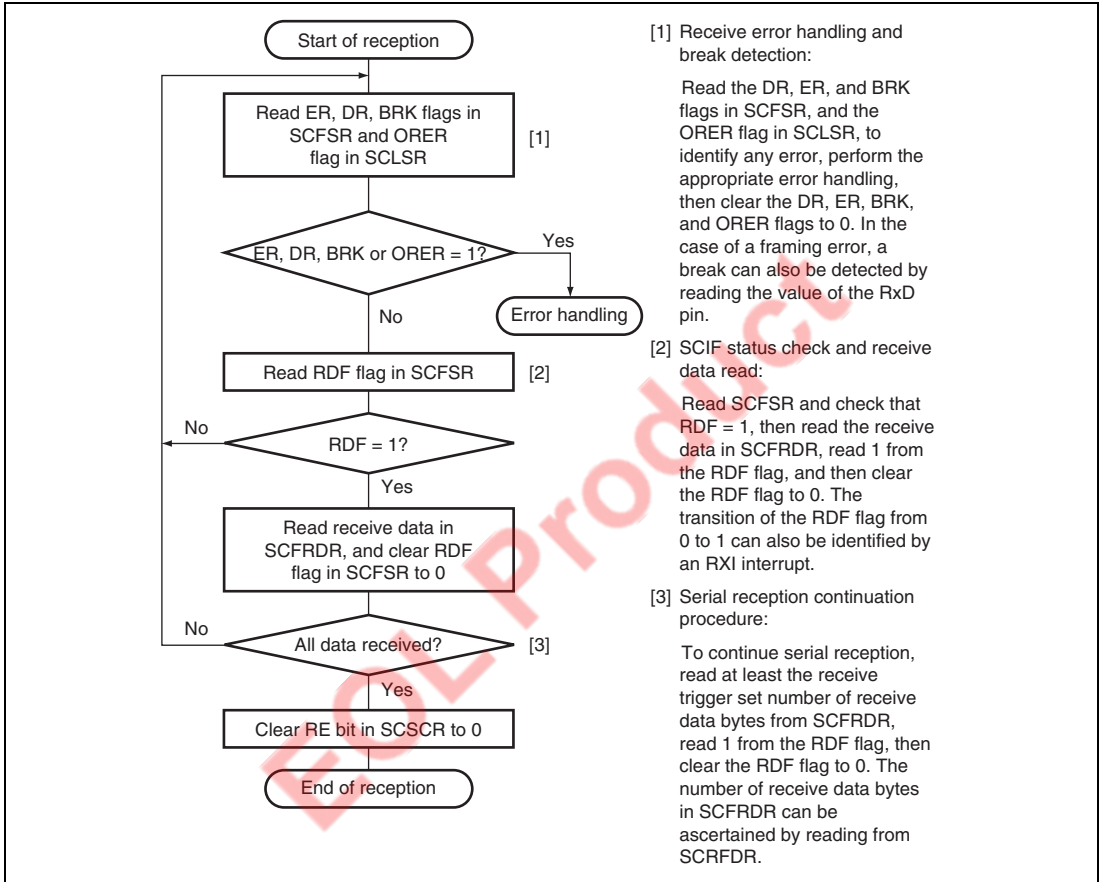 Start of reception
Read ER, DR, BRK flags in
SCFSR and ORER
flag in SCLSR
[1]
ER, DR, BRK or ORER = 1?
Yes
Error handling
No
Read RDF flag in SCFSR
[2]
No
RDF = 1?
Yes
Read receive data in
SCFRDR, and clear RDF
flag in SCFSR to 0
No
All data received?
[3]
Yes
Clear RE bit in SCSCR to 0
End of reception
[1] Receive error handling and
break detection:
Read the DR, ER, and BRK
flags in SCFSR, and the
ORER flag in SCLSR, to
identify any error, perform the
appropriate error handling,
then clear the DR, ER, BRK,
and ORER flags to 0. In the
case of a framing error, a
break can also be detected by
reading the value of the RxD
pin.
[2] SCIF status check and receive
data read:
Read SCFSR and check that
RDF = 1, then read the receive
data in SCFRDR, read 1 from
the RDF flag, and then clear
the RDF flag to 0. The
transition of the RDF flag from
0 to 1 can also be identified by
an RXI interrupt.
[3] Serial reception continuation
procedure:
To continue serial reception,
read at least the receive
trigger set number of receive
data bytes from SCFRDR,
read 1 from the RDF flag, then
clear the RDF flag to 0. The
number of receive data bytes
in SCFRDR can be
ascertained by reading from
SCRFDR.
EOL Product